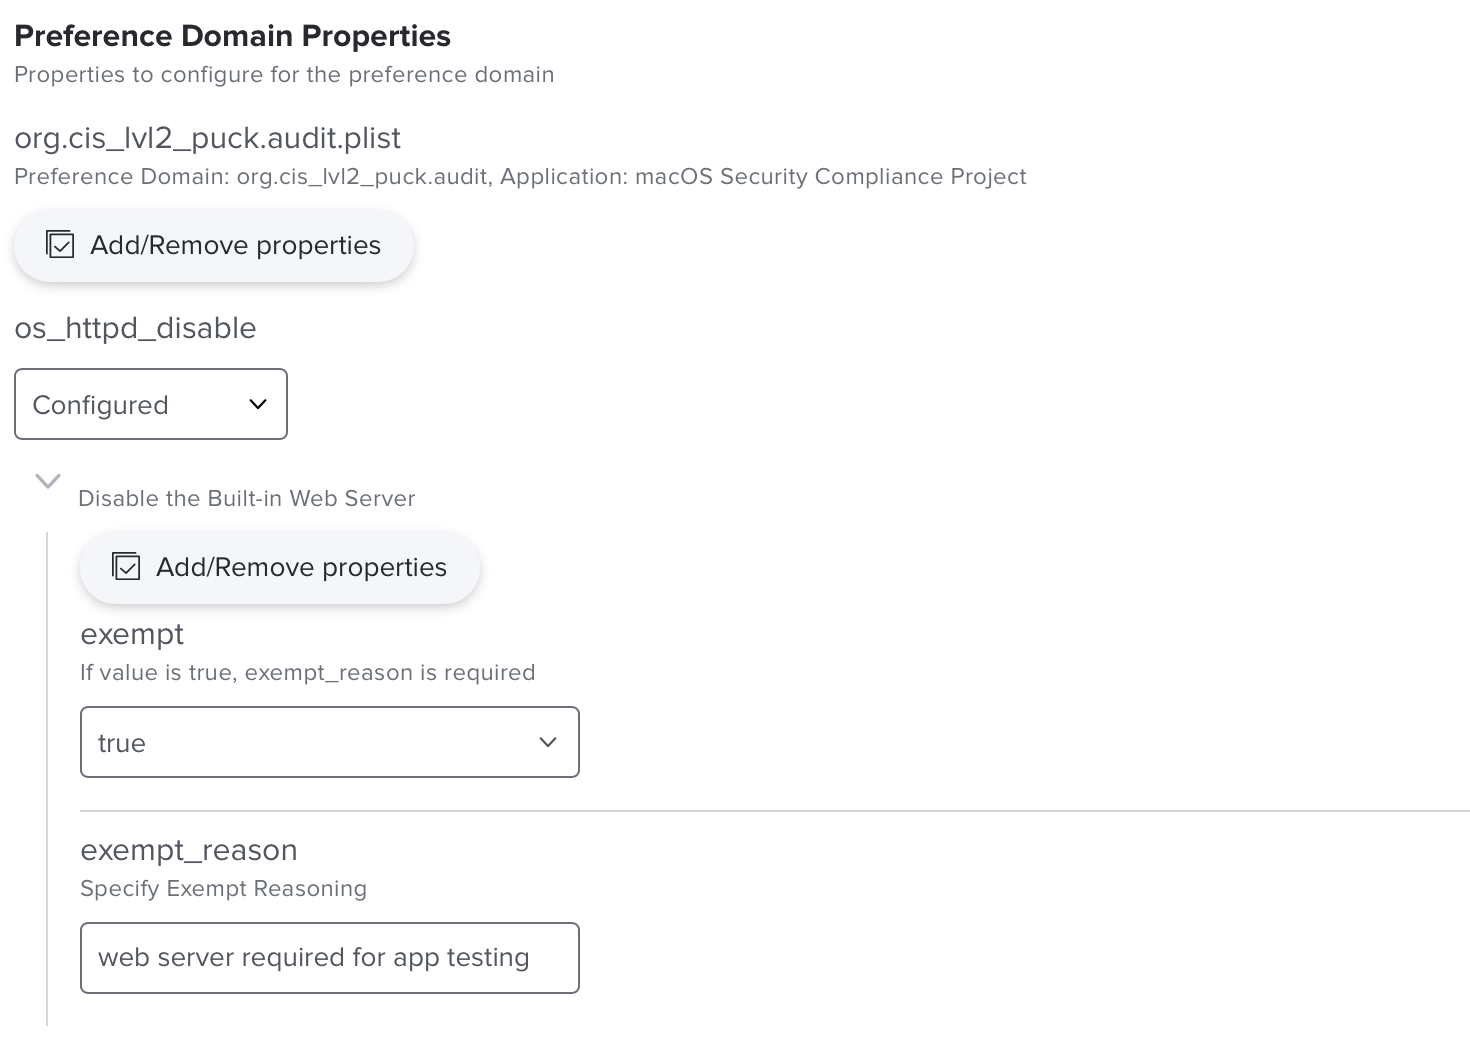 Preference Domain Properties
Properties to configure for the preference domain
org.cis_lvl2_puck.audit.plist
Preference Domain: org.cis_lvl2_puck.audit, Application: macOS Security Compliance Project
Add/Remove properties
os_httpd_disable
Configured
Disable the Built-in Web Server
Add/Remove properties
exempt
If value is true, exempt_reason is required
true
exempt_reason
Specify Exempt Reasoning
web server required for app testing